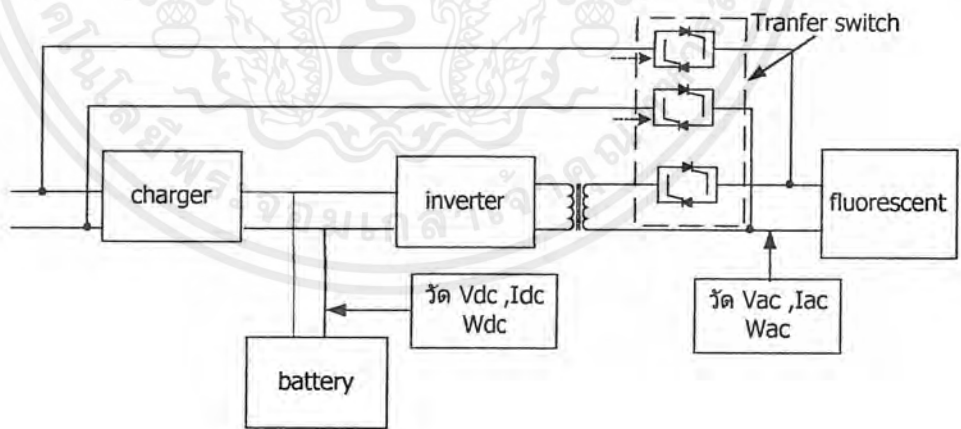 Tranfer switch
charger
inverter
fluorescent
วัด Vdc ,Idc
Wdc
วัด Vac ,Iac
Wac
battery